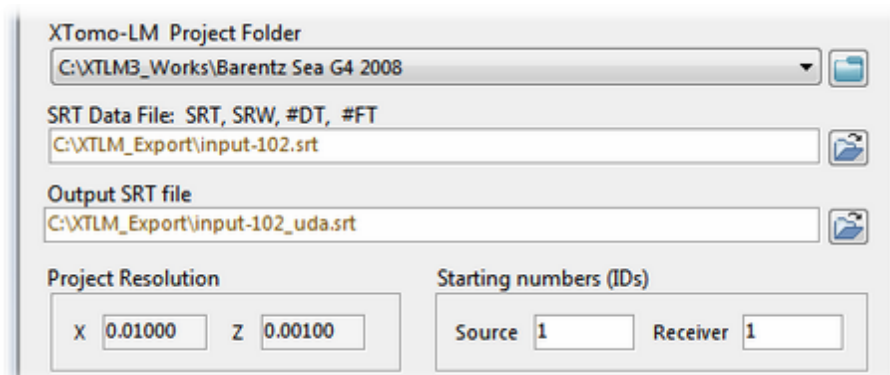 XTomo-LM Project Folder
C:\XTLM3_Works\Barentz Sea G4 2008
SRT Data File: SRT, SRW, #DT, #FT
C:\XTLM_Export\input-102.srt
Output SRT file
C:\XTLM_Export\input-102_uda.srt
Project Resolution
X 0.01000 Z 0.00100
Starting numbers (IDs)
Source 1 Receiver 1